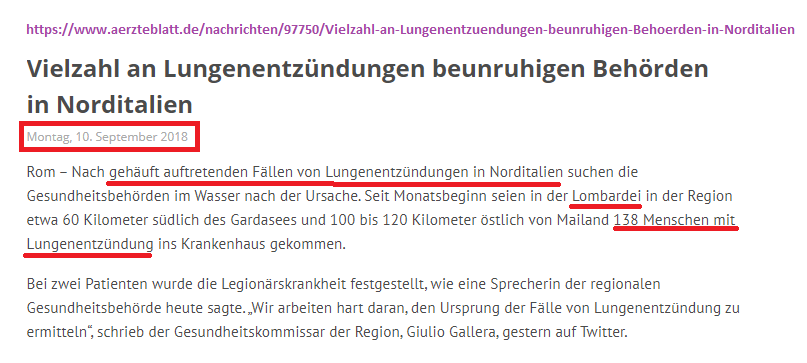 https://www.aerzteblatt.de/nachrichten/97750/Vielzahl-an-Lungenentzuendungen-beunruhigen-Behoerden-in-Norditalien
Vielzahl an Lungenentzündungen beunruhigen Behörden
in Norditalien
Montag, 10. September 2018
Rom – Nach gehäuft auftretenden Fällen von Lungenentzündungen in Norditalien suchen die
Gesundheitsbehörden im Wasser nach der Ursache. Seit Monatsbeginn seien in der Lombardei in der Region
etwa 60 Kilometer südlich des Gardasees und 100 bis 120 Kilometer östlich von Mailand 138 Menschen mit
Lungenentzündung ins Krankenhaus gekommen.
Bei zwei Patienten wurde die Legionärskrankheit festgestellt, wie eine Sprecherin der regionalen
Gesundheitsbehörde heute sagte. „Wir arbeiten hart daran, den Ursprung der Fälle von Lungenentzündung zu
ermitteln“, schrieb der Gesundheitskommissar der Region, Giulio Gallera, gestern auf Twitter.